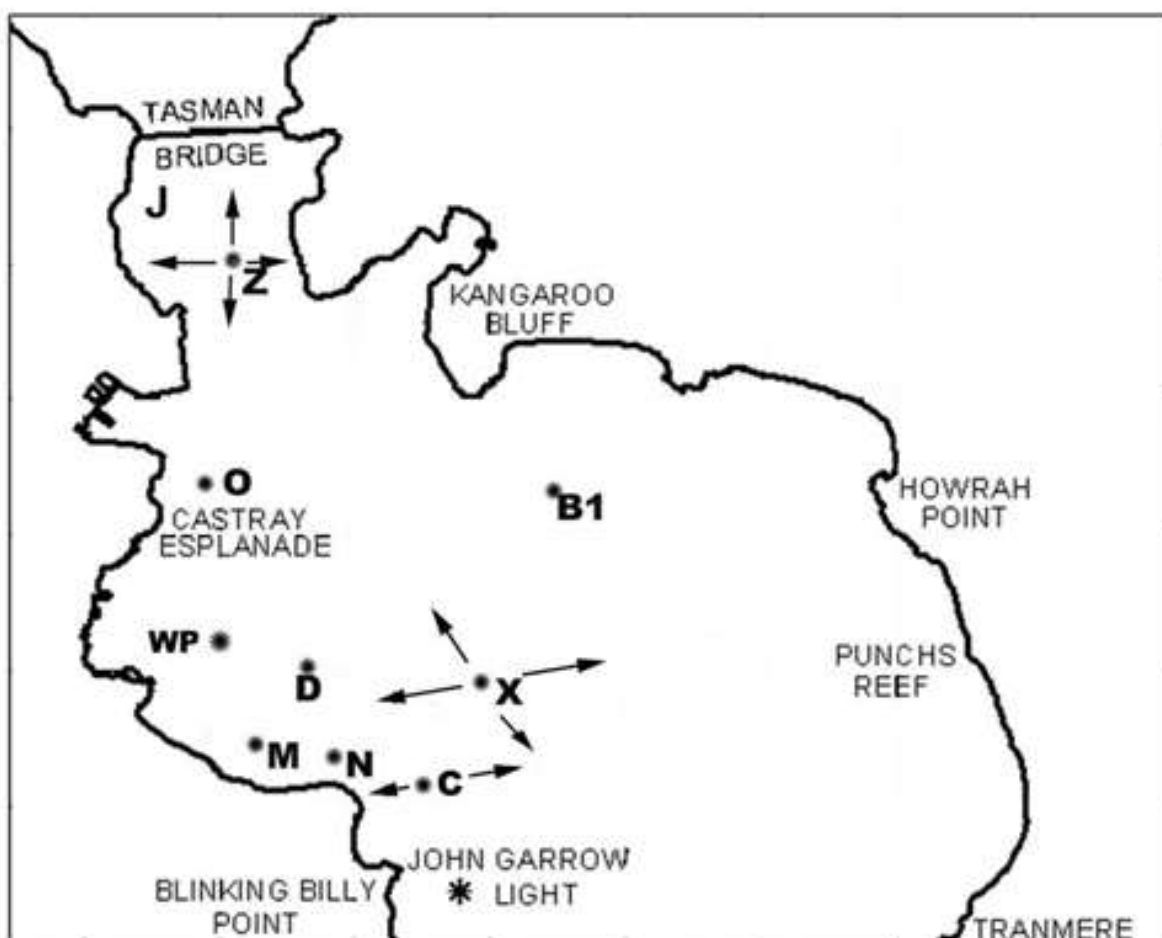 TASMAN
BRIDGE
J
Z
KANGAROO
BLUFF
O
CASTRAY
ESPLANADE
B1
HOWRAH
POINT
WP
D
X
PUNCHS
REEF
M
N
C
JOHN GARROW
LIGHT
BLINKING BILLY
POINT
TRANMERE